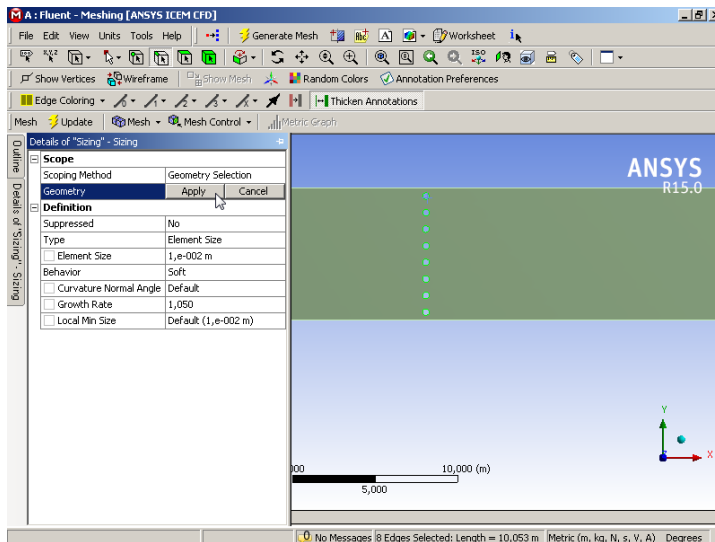 A : Fluent - Meshing [ANSYS ICEM CFD]
File Edit View Units Tools Help Generate Mesh A Worksheet
X,Y,Z ISO
Show Vertices Wireframe Show Mesh Random Colors Annotation Preferences
Edge Coloring Thicken Annotations
Mesh Update Mesh Mesh Control Metric Graph
Outline
Details of "Sizing" - Sizing
Details of "Sizing" - Sizing
Scope
Scoping Method Geometry Selection
Geometry Apply Cancel
Definition
Suppressed No
Type Element Size
Element Size 1,e-002 m
Behavior Soft
Curvature Normal Angle Default
Growth Rate 1,050
Local Min Size Default (1,e-002 m)
ANSYS
R15.0
Y
X
000 10,000 (m)
5,000
No Messages 8 Edges Selected: Length = 10,053 m Metric (m, kg, N, s, V, A) Degrees